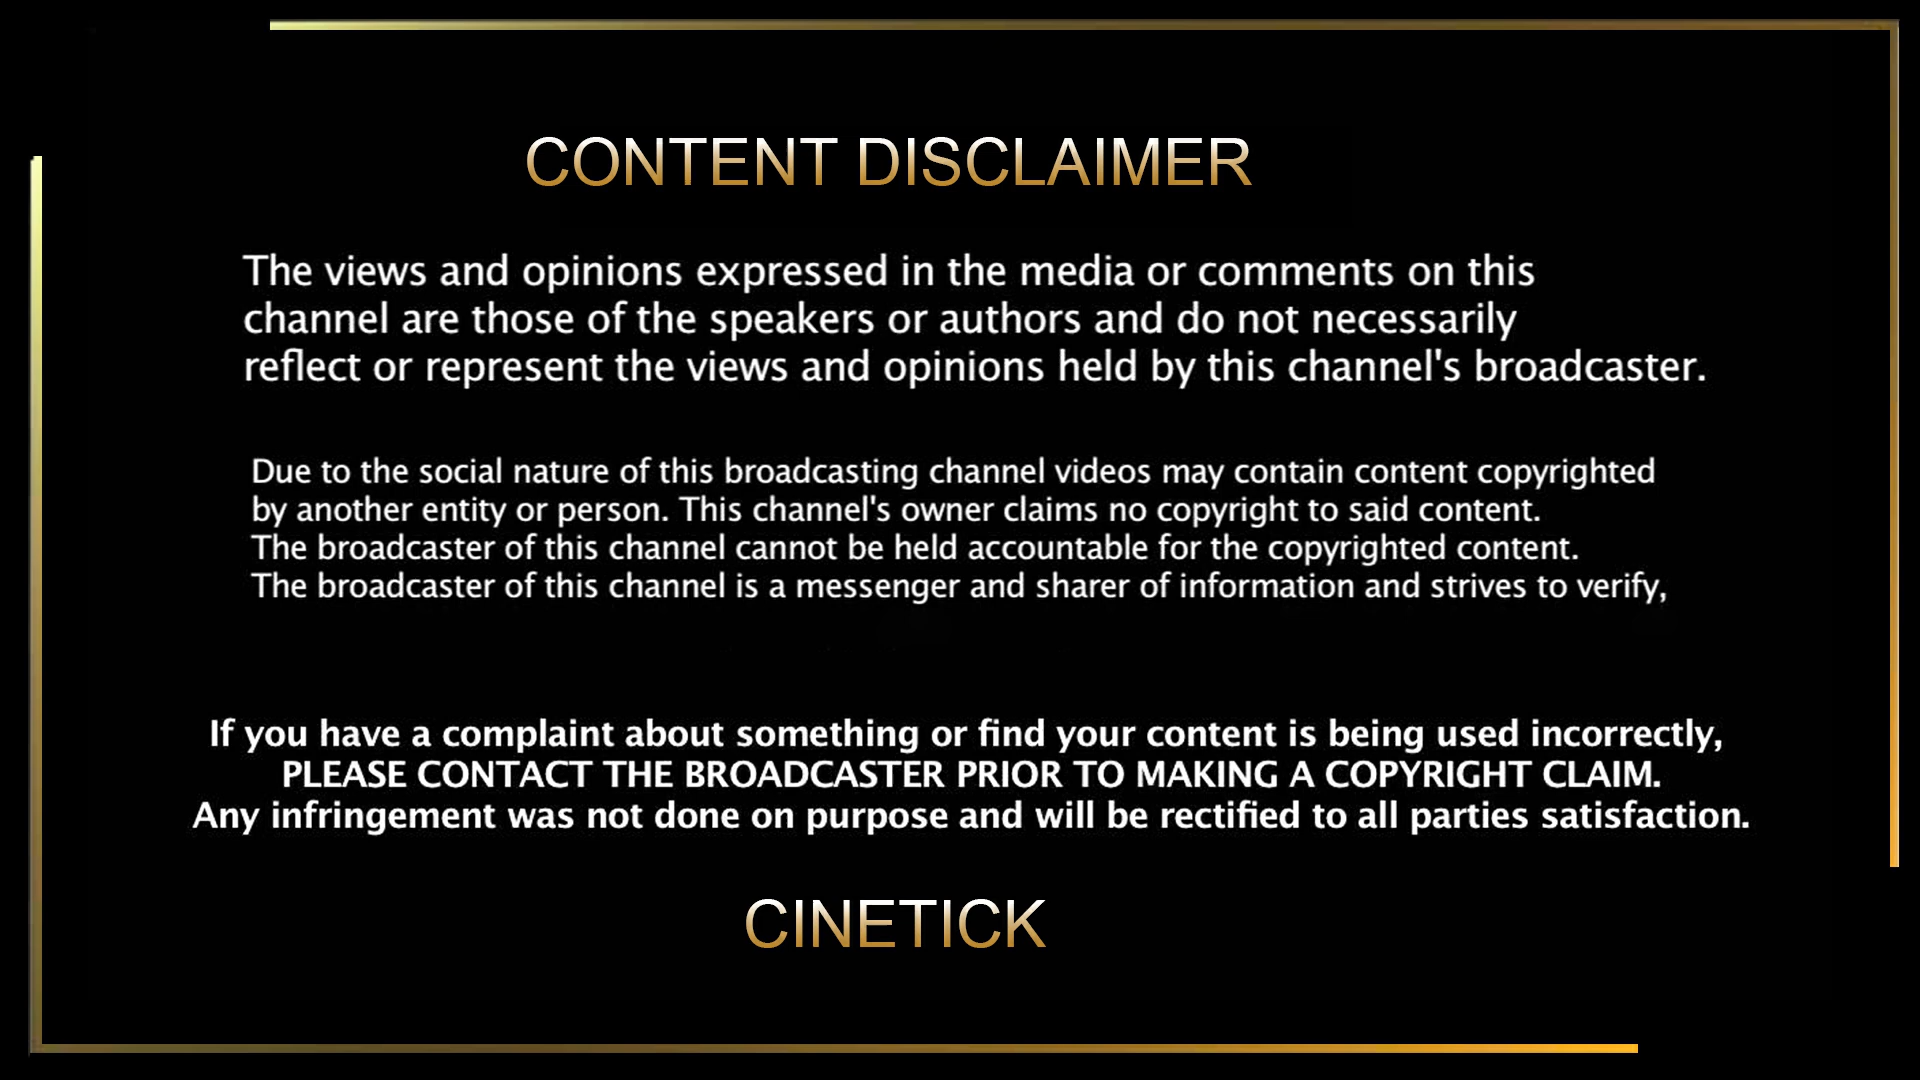 CONTENT DISCLAIMER
The views and opinions expressed in the media or comments on this
channel are those of the speakers or authors and do not necessarily
reflect or represent the views and opinions held by this channel's broadcaster.
Due to the social nature of this broadcasting channel videos may contain content copyrighted
by another entity or person. This channel's owner claims no copyright to said content.
The broadcaster of this channel cannot be held accountable for the copyrighted content.
The broadcaster of this channel is a messenger and sharer of information and strives to verify,
If you have a complaint about something or find your content is being used incorrectly,
PLEASE CONTACT THE BROADCASTER PRIOR TO MAKING A COPYRIGHT CLAIM.
Any infringement was not done on purpose and will be rectified to all parties satisfaction.
CINETICK